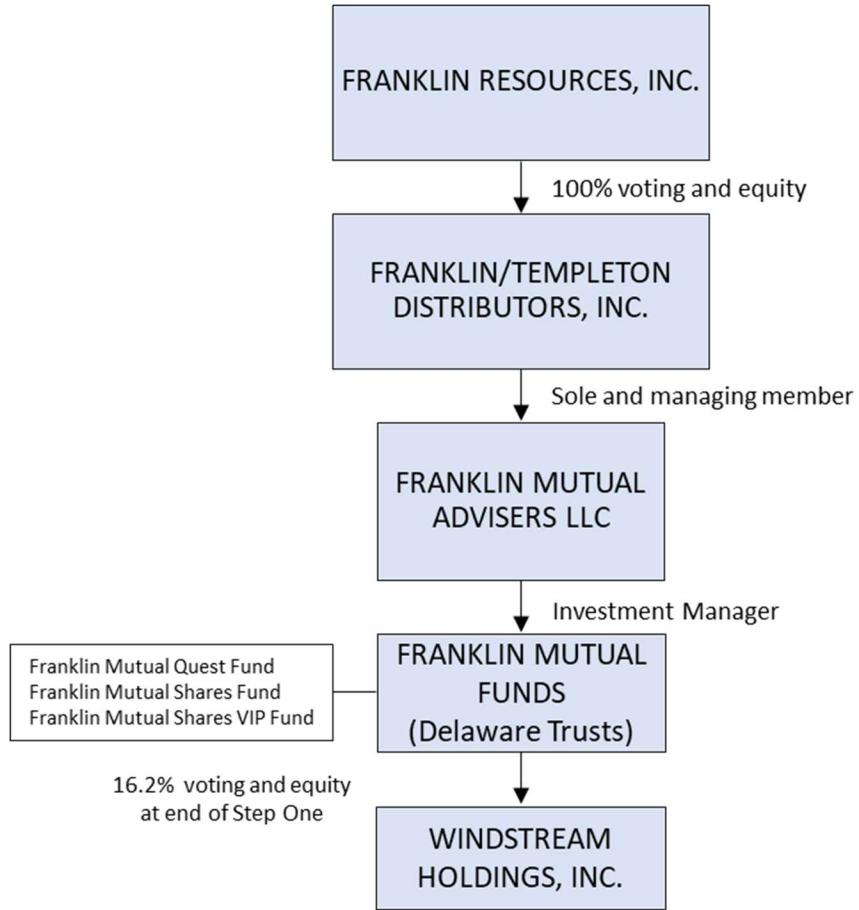 FRANKLIN RESOURCES, INC.
100% voting and equity
FRANKLIN/TEMPLETON
DISTRIBUTORS, INC.
Sole and managing member
FRANKLIN MUTUAL
ADVISERS LLC
Investment Manager
Franklin Mutual Quest Fund
Franklin Mutual Shares Fund
Franklin Mutual Shares VIP Fund
FRANKLIN MUTUAL
FUNDS
(Delaware Trusts)
16.2% voting and equity
at end of Step One
WINDSTREAM
HOLDINGS, INC.